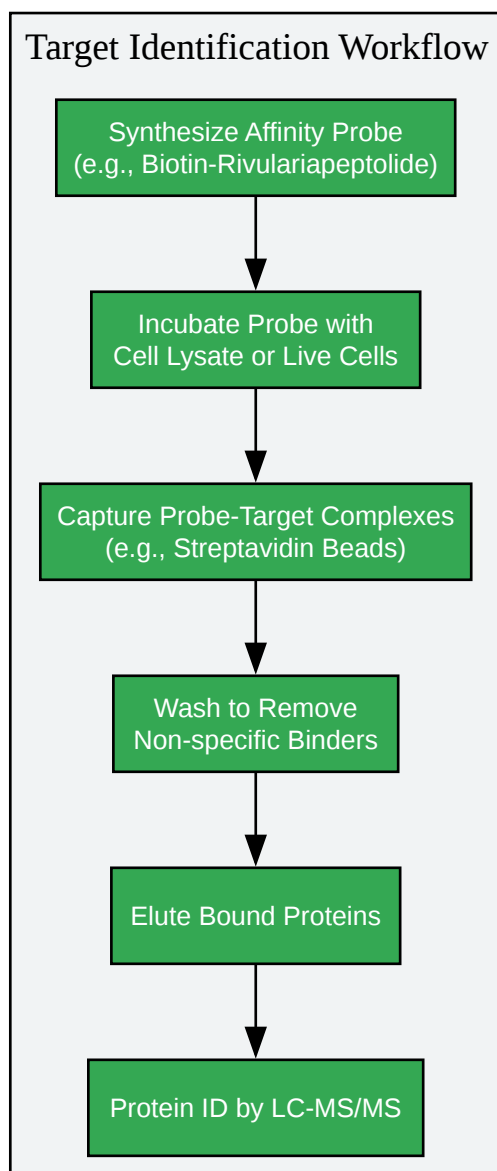 Target Identification Workflow
Synthesize Affinity Probe
(e.g., Biotin-Rivulariapeptolide)
Incubate Probe with
Cell Lysate or Live Cells
Capture Probe-Target Complexes
(e.g., Streptavidin Beads)
Wash to Remove
Non-specific Binders
Elute Bound Proteins
Protein ID by LC-MS/MS